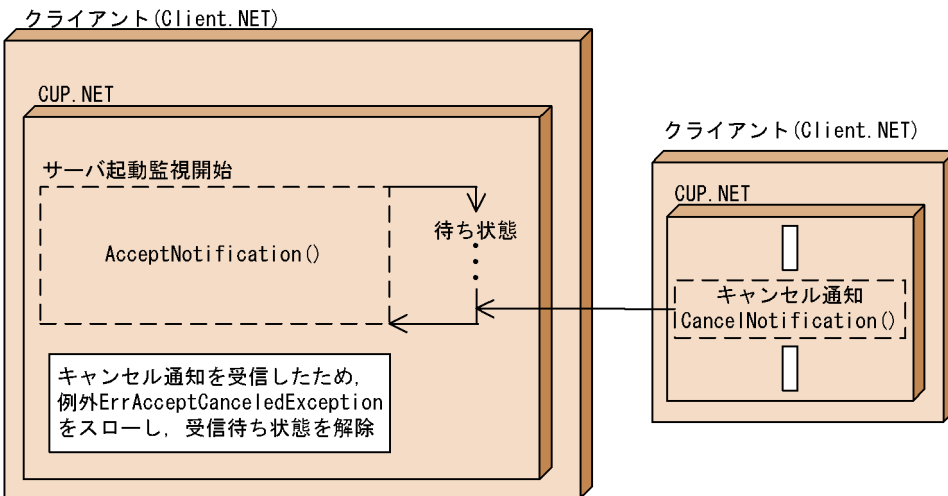 クライアント(Client.NET)
CUP.NET
サーバ起動監視開始
AcceptNotification()
待ち状態
キャンセル通知を受信したため,
例外ErrAcceptCanceledException
をスローし, 受信待ち状態を解除
クライアント(Client.NET)
CUP.NET
キャンセル通知
CancelNotification()